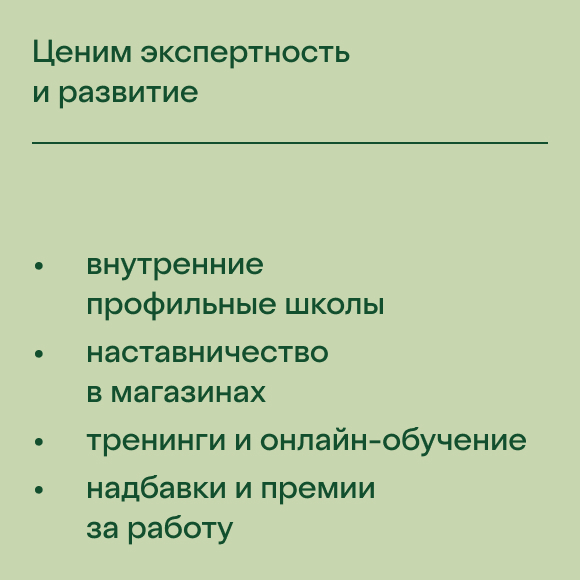 Ценим экспертность
и развитие
• внутренние
профильные школы
• наставничество
в магазинах
• тренинги и онлайн-обучение
• надбавки и премии
за работу